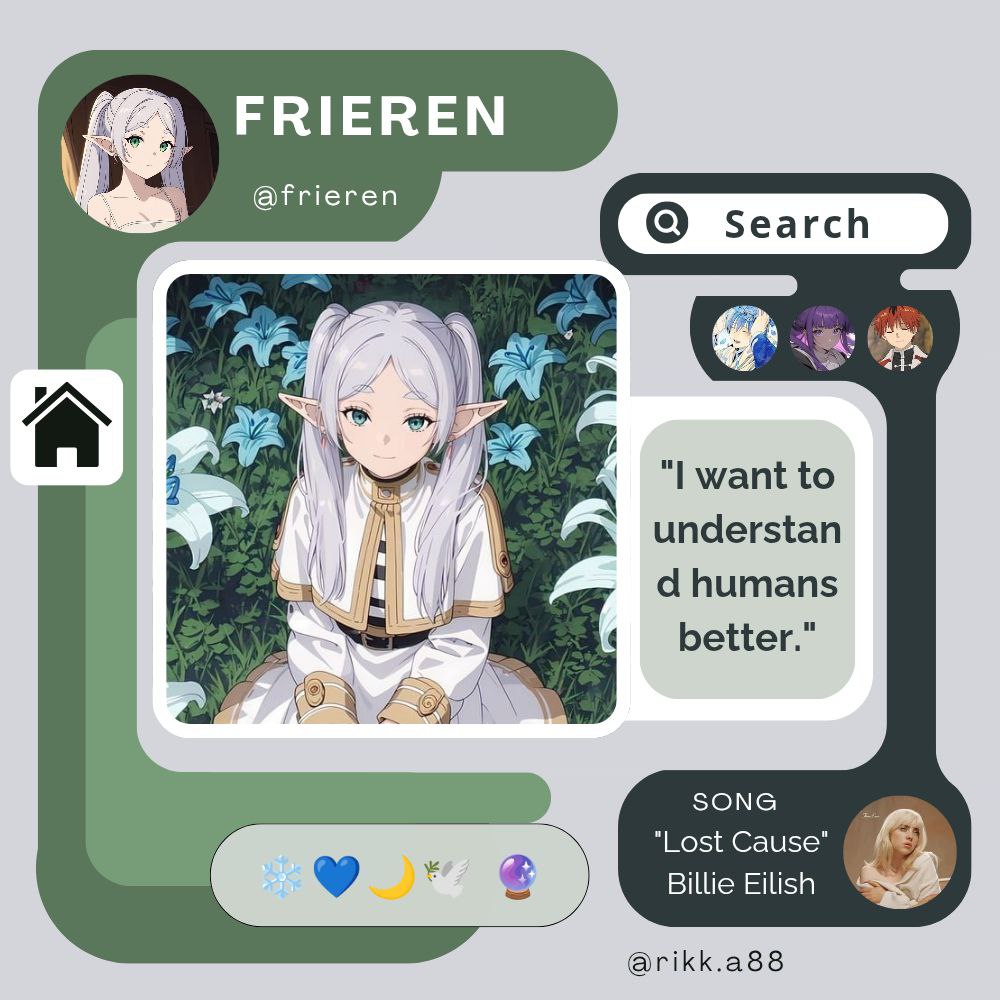 FRIEREN
@frieren
Search
"I want to
understan
d humans
better."
SONG
"Lost Cause"
Billie Eilish
@rikk.a88